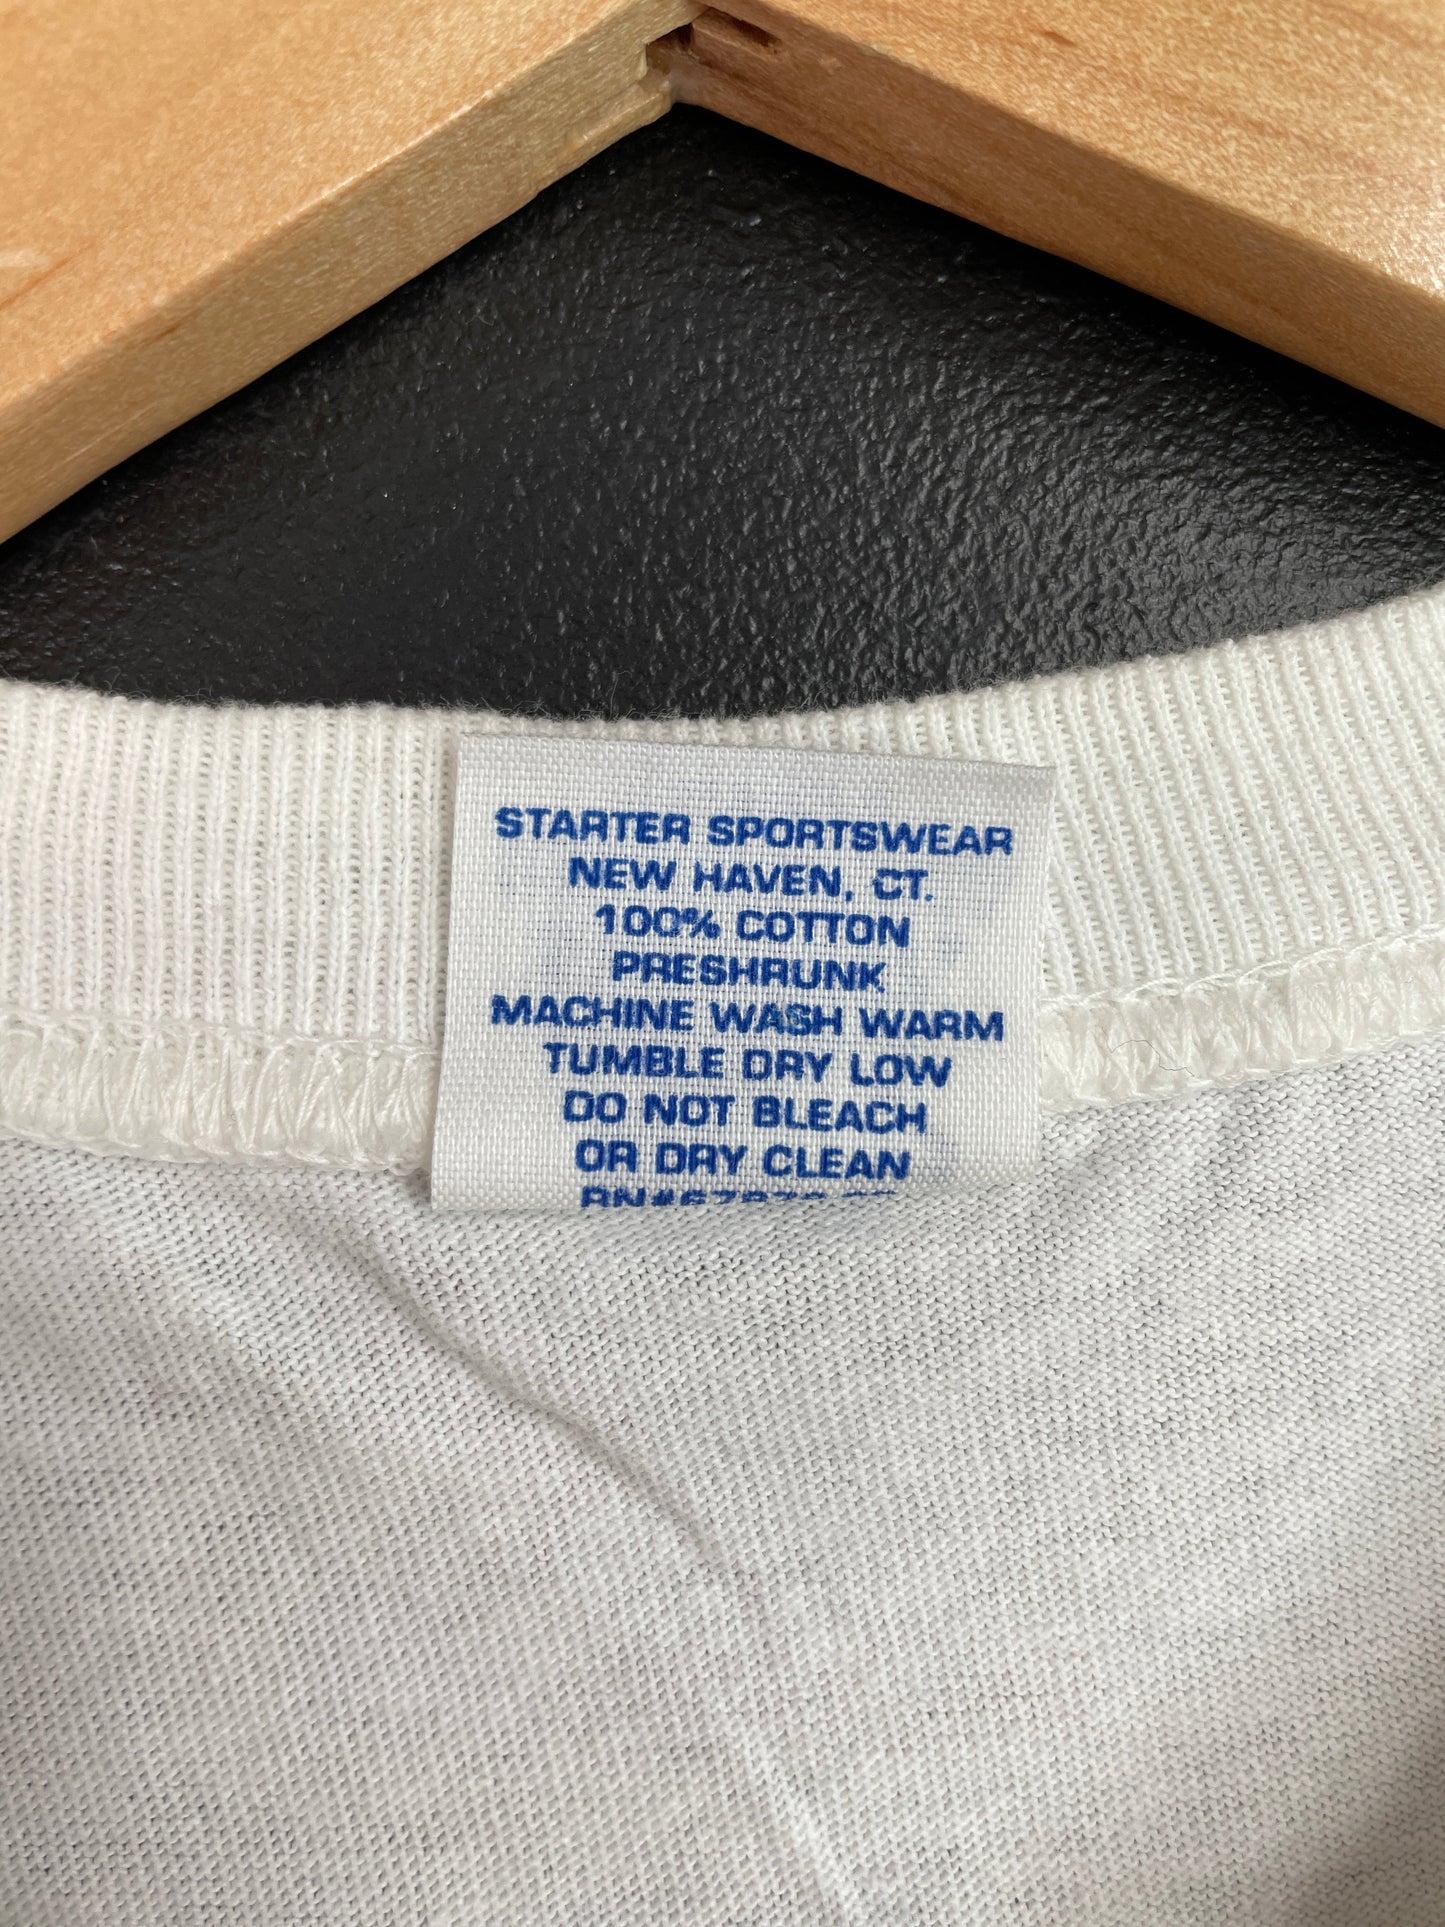 STARTER SPORTSWEAR
NEW HAVEN, CT.
100% COTTON
PRESHRUNK
MACHINE WASH WARM
TUMBLE DRY LOW
DO NOT BLEACH
OR DRY CLEAN